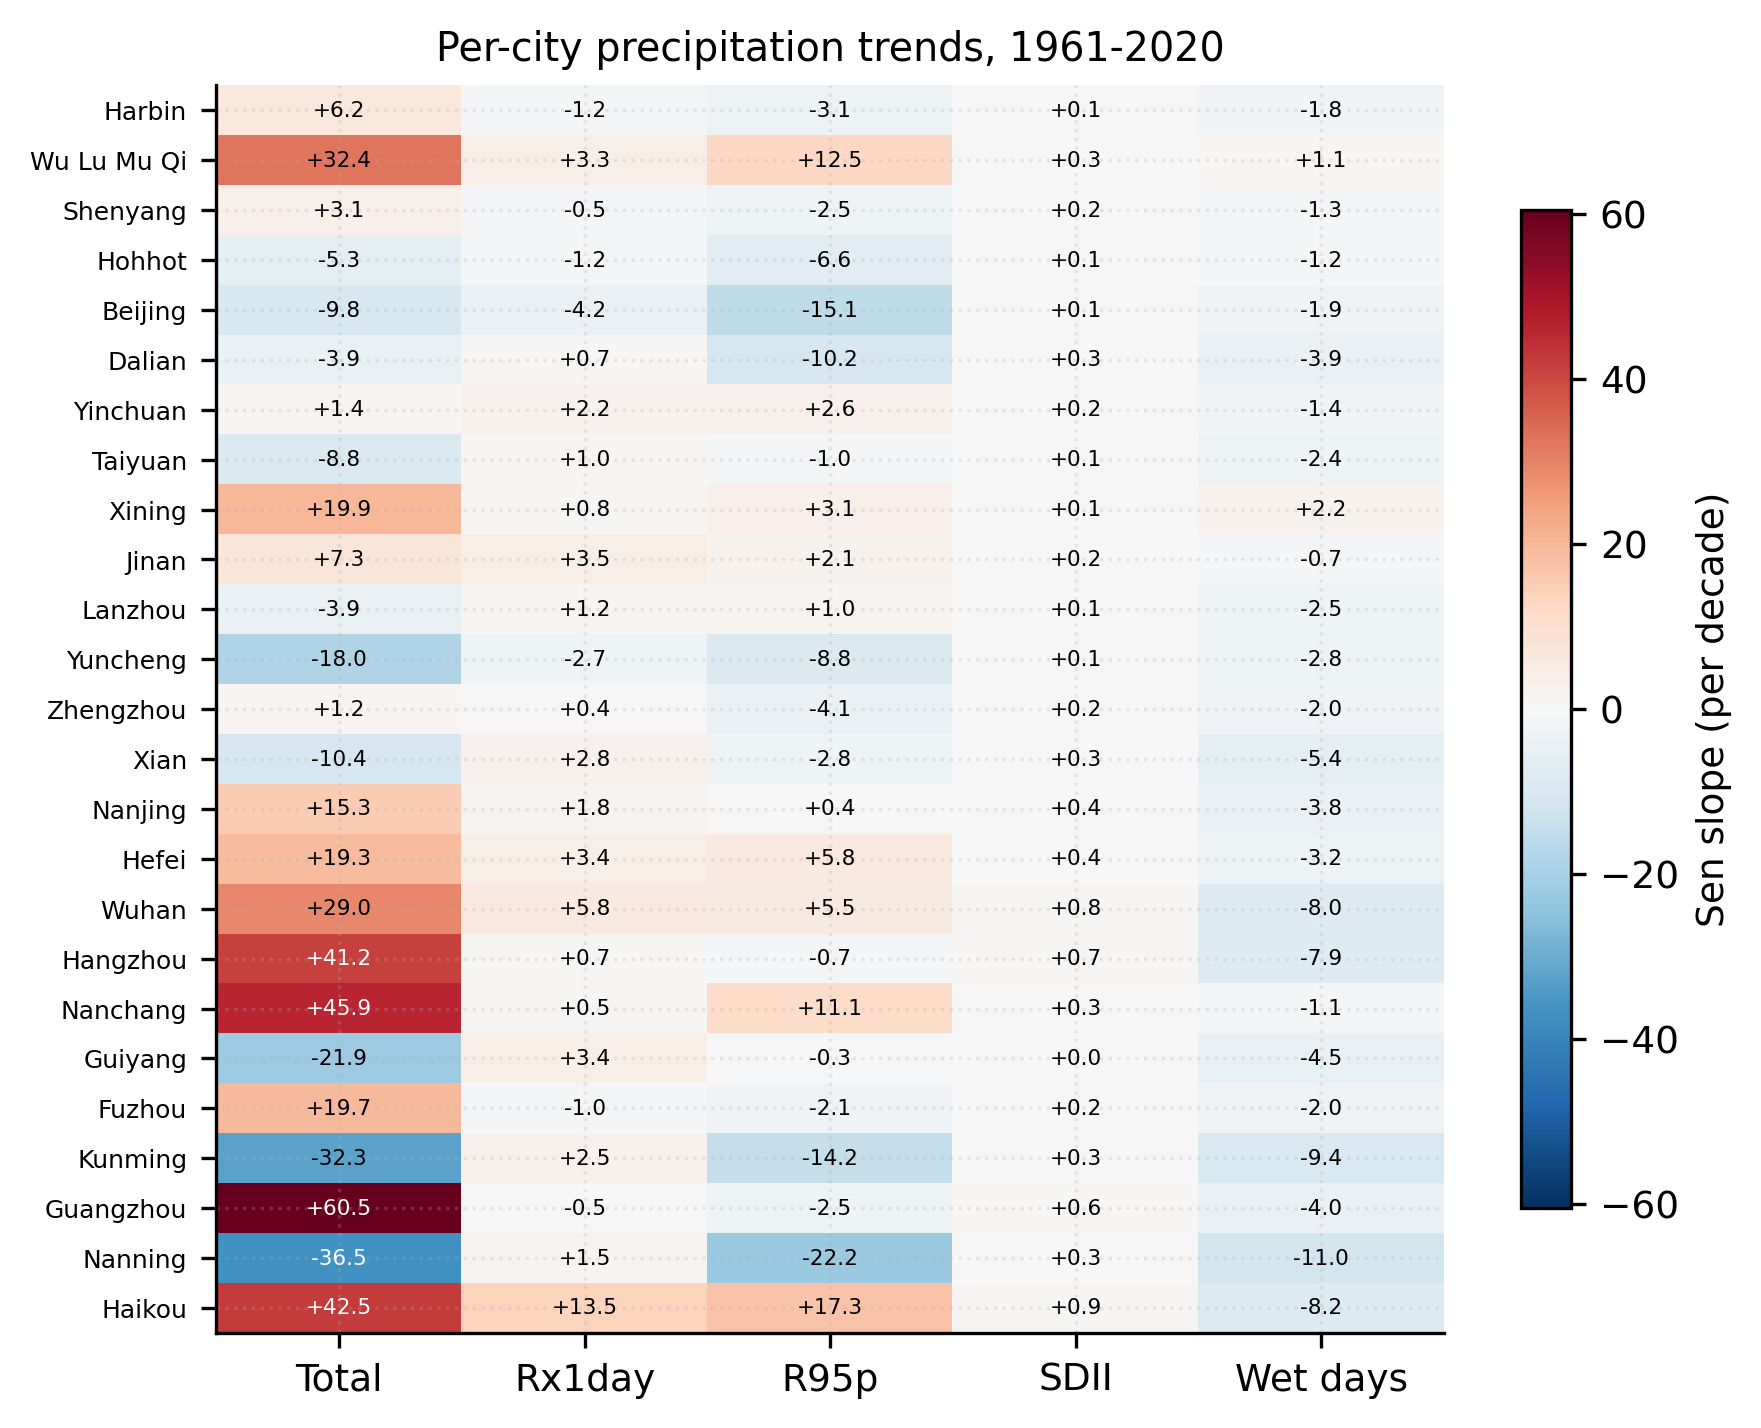 Per-city precipitation trends, 1961-2020
Harbin +6.2 -1.2 -3.1 +0.1 -1.8
Wu Lu Mu Qi +32.4 +3.3 +12.5 +0.3 +1.1
Shenyang +3.1 -0.5 -2.5 +0.2 -1.3
Hohhot -5.3 -1.2 -6.6 +0.1 -1.2
Beijing -9.8 -4.2 -15.1 +0.1 -1.9
Dalian -3.9 +0.7 -10.2 +0.3 -3.9
Yinchuan +1.4 +2.2 +2.6 +0.2 -1.4
Taiyuan -8.8 +1.0 -1.0 +0.1 -2.4
Xining +19.9 +0.8 +3.1 +0.1 +2.2
Jinan +7.3 +3.5 +2.1 +0.2 -0.7
Lanzhou -3.9 +1.2 +1.0 +0.1 -2.5
Yuncheng -18.0 -2.7 -8.8 +0.1 -2.8
Zhengzhou +1.2 +0.4 -4.1 +0.2 -2.0
Xian -10.4 +2.8 -2.8 +0.3 -5.4
Nanjing +15.3 +1.8 +0.4 +0.4 -3.8
Hefei +19.3 +3.4 +5.8 +0.4 -3.2
Wuhan +29.0 +5.8 +5.5 +0.8 -8.0
Hangzhou +41.2 +0.7 -0.7 +0.7 -7.9
Nanchang +45.9 +0.5 +11.1 +0.3 -1.1
Guiyang -21.9 +3.4 -0.3 +0.0 -4.5
Fuzhou +19.7 -1.0 -2.1 +0.2 -2.0
Kunming -32.3 +2.5 -14.2 +0.3 -9.4
Guangzhou +60.5 -0.5 -2.5 +0.6 -4.0
Nanning -36.5 +1.5 -22.2 +0.3 -11.0
Haikou +42.5 +13.5 +17.3 +0.9 -8.2
Total Rx1day R95p SDII Wet days
60
40
20
0
−20
−40
−60
Sen slope (per decade)